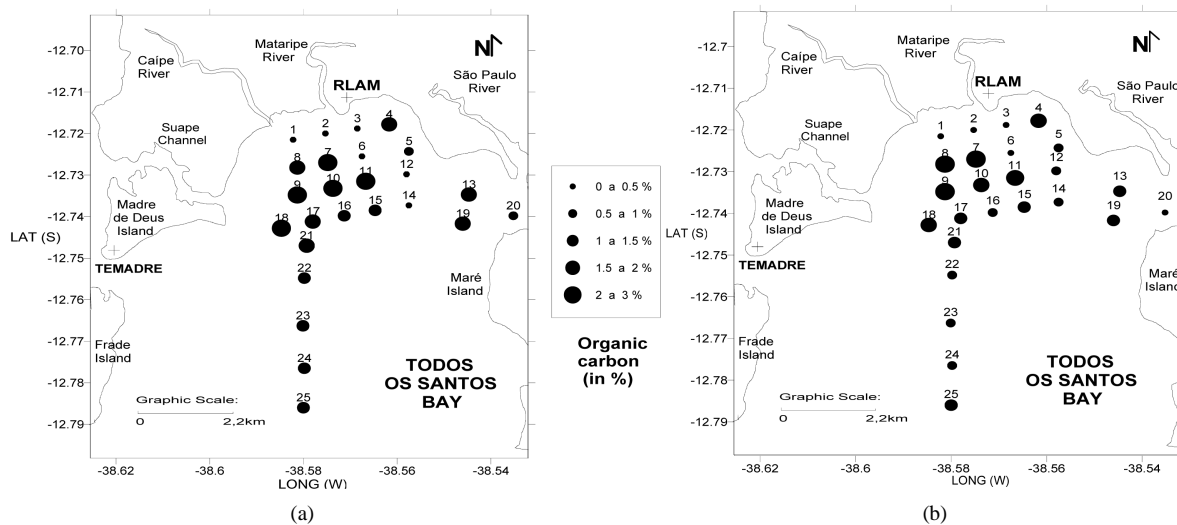 -12.70
-12.71
-12.72
-12.73
-12.74
LAT (S)
-12.75
-12.76
-12.77
-12.78
-12.79
-38.62
-38.6
-38.58
-38.56
-38.54
LONG (W)
Caípe
River
Mataripe
River
N
RLAM
São Paulo
River
Suape
Channel
Madre
de Deus
Island
TEMADRE
Frade
Island
Maré
Island
TODOS
OS SANTOS
BAY
Graphic Scale:
0 2,2km
1
2
3
4
5
6
7
8
9
10
11
12
13
14
15
16
17
18
19
20
21
22
23
24
25
(a)
0 a 0.5 %
0.5 a 1 %
1 a 1.5 %
1.5 a 2 %
2 a 3 %
Organic
carbon
(in %)
-12.7
-12.71
-12.72
-12.73
-12.74
LAT (S)
-12.75
-12.76
-12.77
-12.78
-12.79
-38.62
-38.6
-38.58
-38.56
-38.54
LONG (W)
Caípe
River
Mataripe
River
N
RLAM
São Paulo
River
Suape
Channel
Madre
de Deus
Island
TEMADRE
Frade
Island
Maré
Island
TODOS
OS SANTOS
BAY
Graphic Scale:
0 2,2km
1
2
3
4
5
6
7
8
9
10
11
12
13
14
15
16
17
18
19
20
21
22
23
24
25
(b)